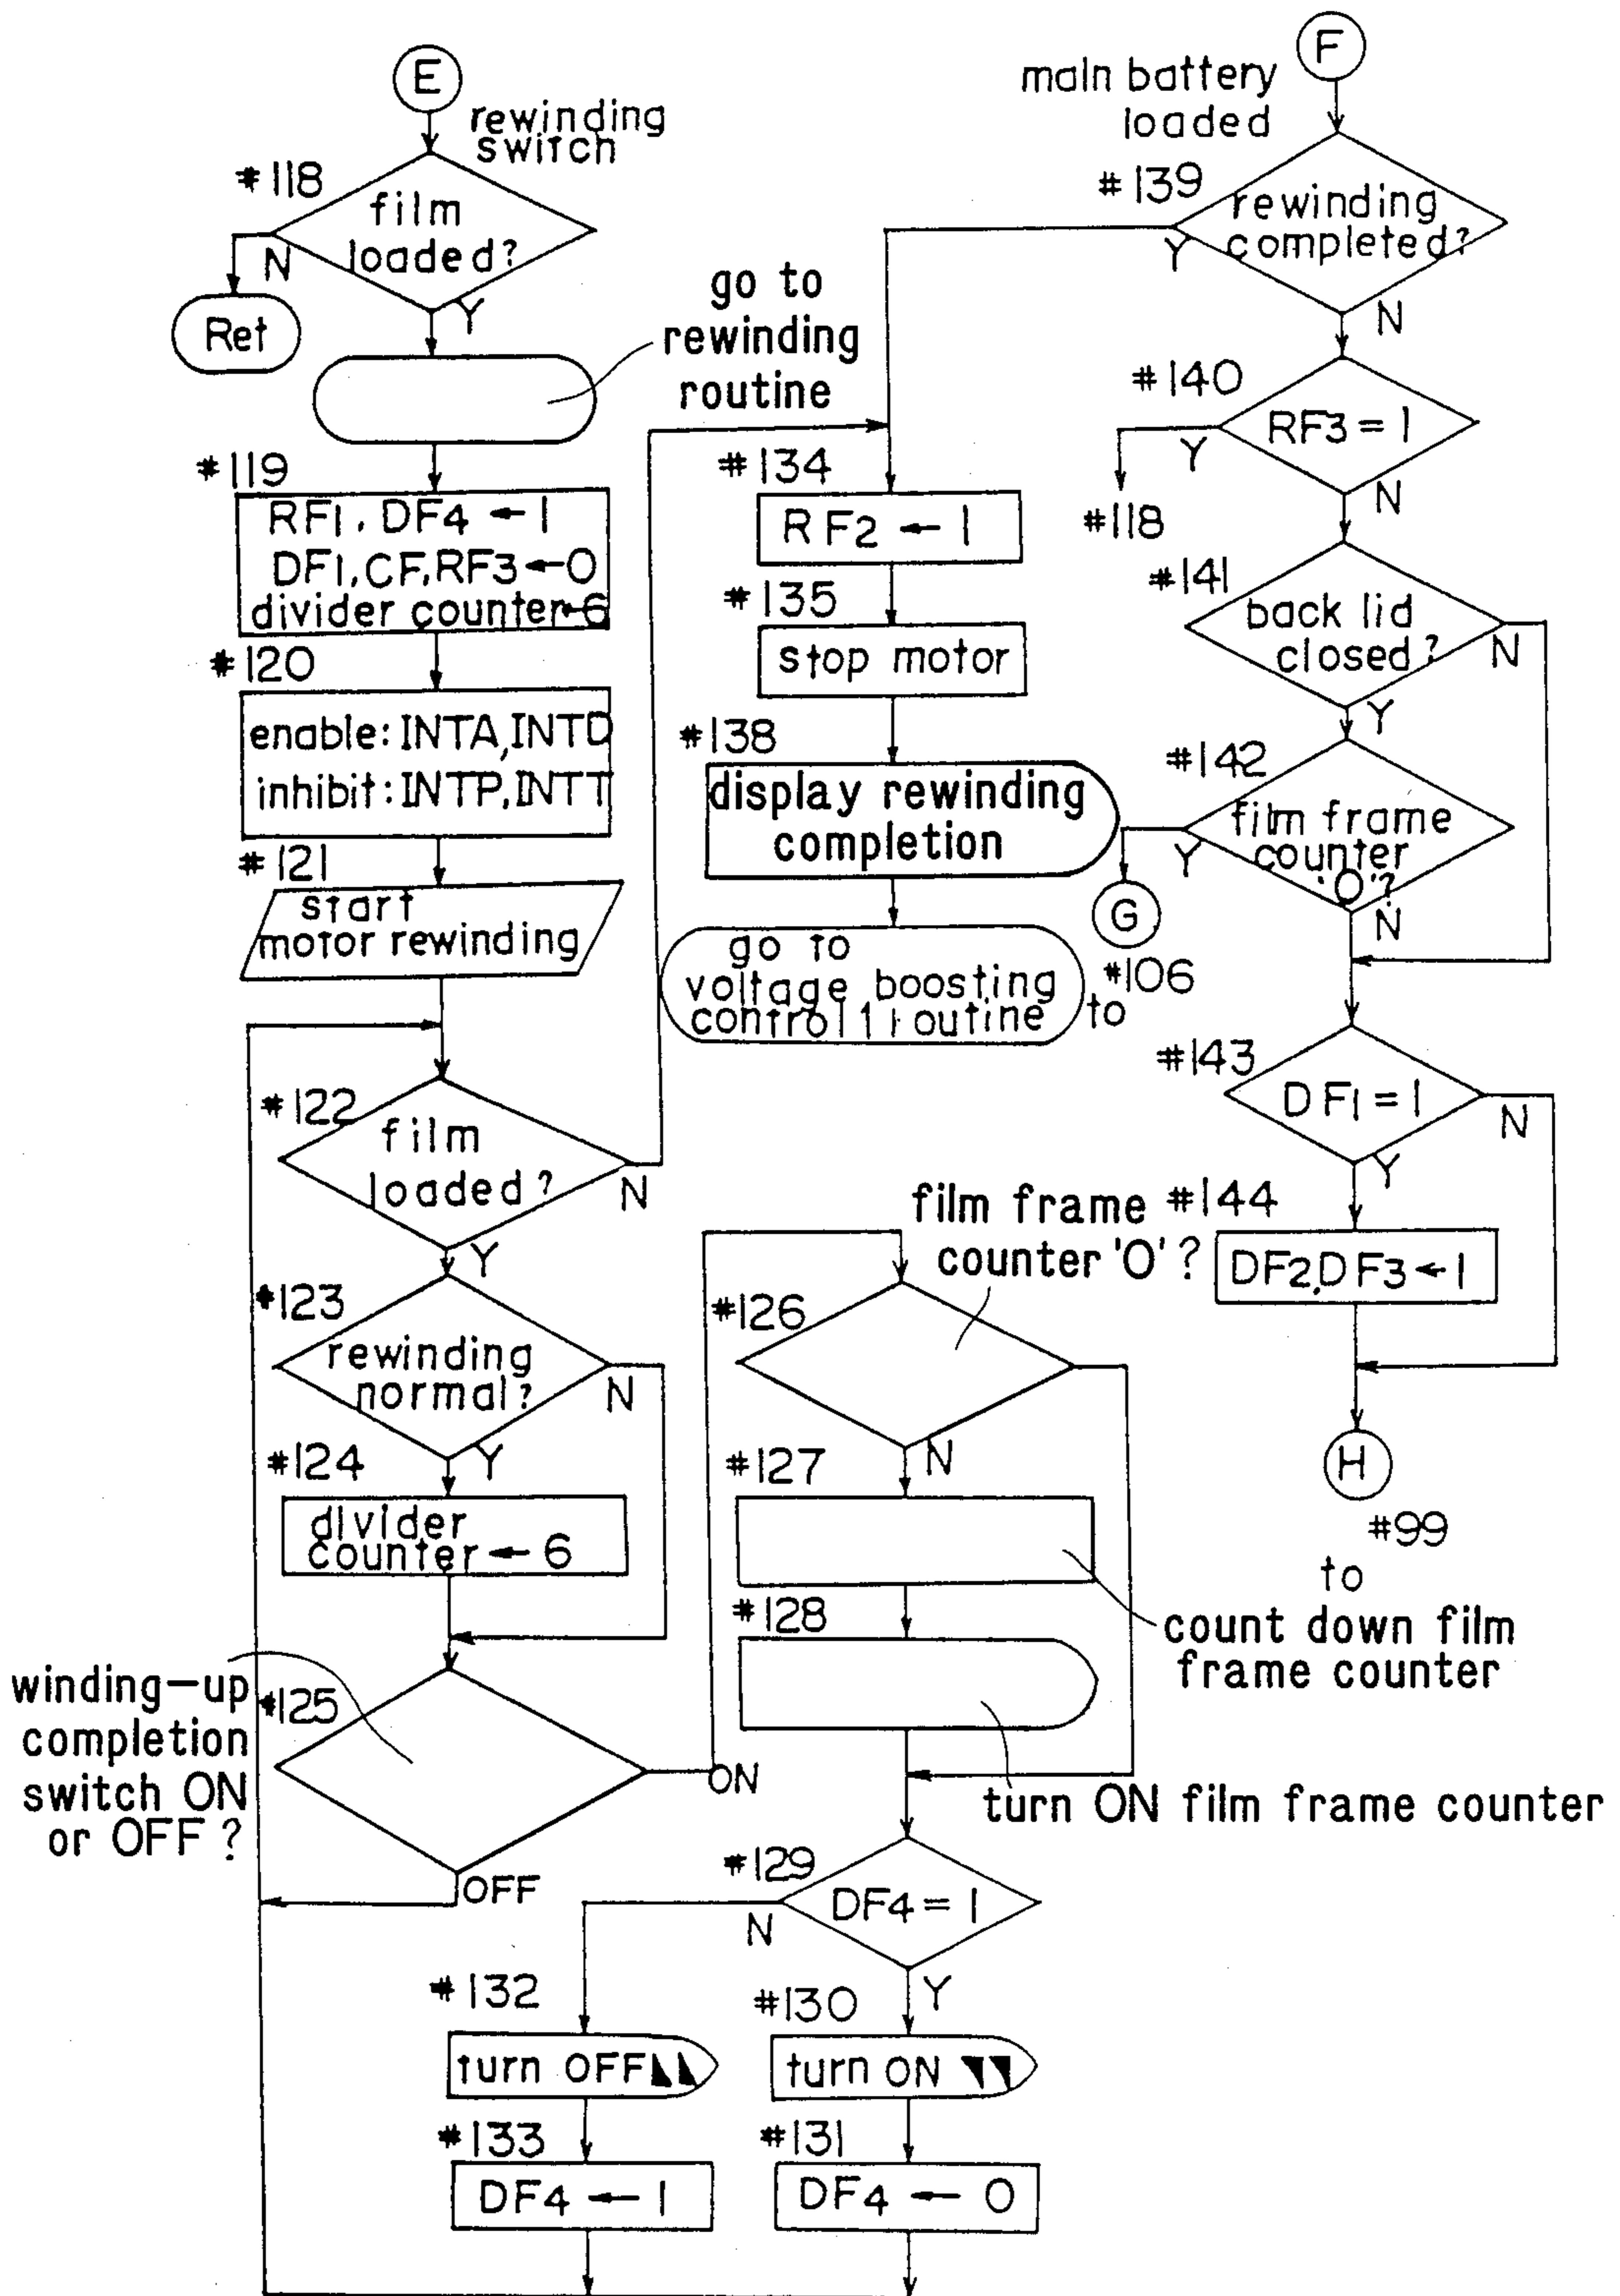 E
rewinding
switch
#118
film
loaded?
N
Y
Ret
go to
rewinding
routine
#119
RF1, DF4 ← 1
DF1, CF, RF3 ← 0
divider counter ← 6
#120
enable: INTA, INTD
inhibit: INTP, INTT
#121
start
motor rewinding
#122
film
loaded?
N
Y
#123
rewinding
normal?
N
Y
#124
divider
counter ← 6
winding-up
completion
switch ON
or OFF?
#125
ON
OFF
#134
RF2 ← 1
#135
stop motor
#138
display rewinding
completion
go to
voltage boosting
control 1 routine
to
#106
film frame
counter '0'?
#126
N
#127
count down film
frame counter
#128
turn ON film frame counter
#129
DF4 = 1
N
Y
#132
turn OFF
#133
DF4 ← 1
#130
turn ON
#131
DF4 ← 0
F
main battery
loaded
#139
rewinding
completed?
Y
N
#140
RF3 = 1
Y
N
#118
#141
back lid
closed?
N
Y
#142
film frame
counter
'0'?
Y
N
G
#143
DF1 = 1
N
Y
#144
DF2, DF3 ← 1
H
to
#99